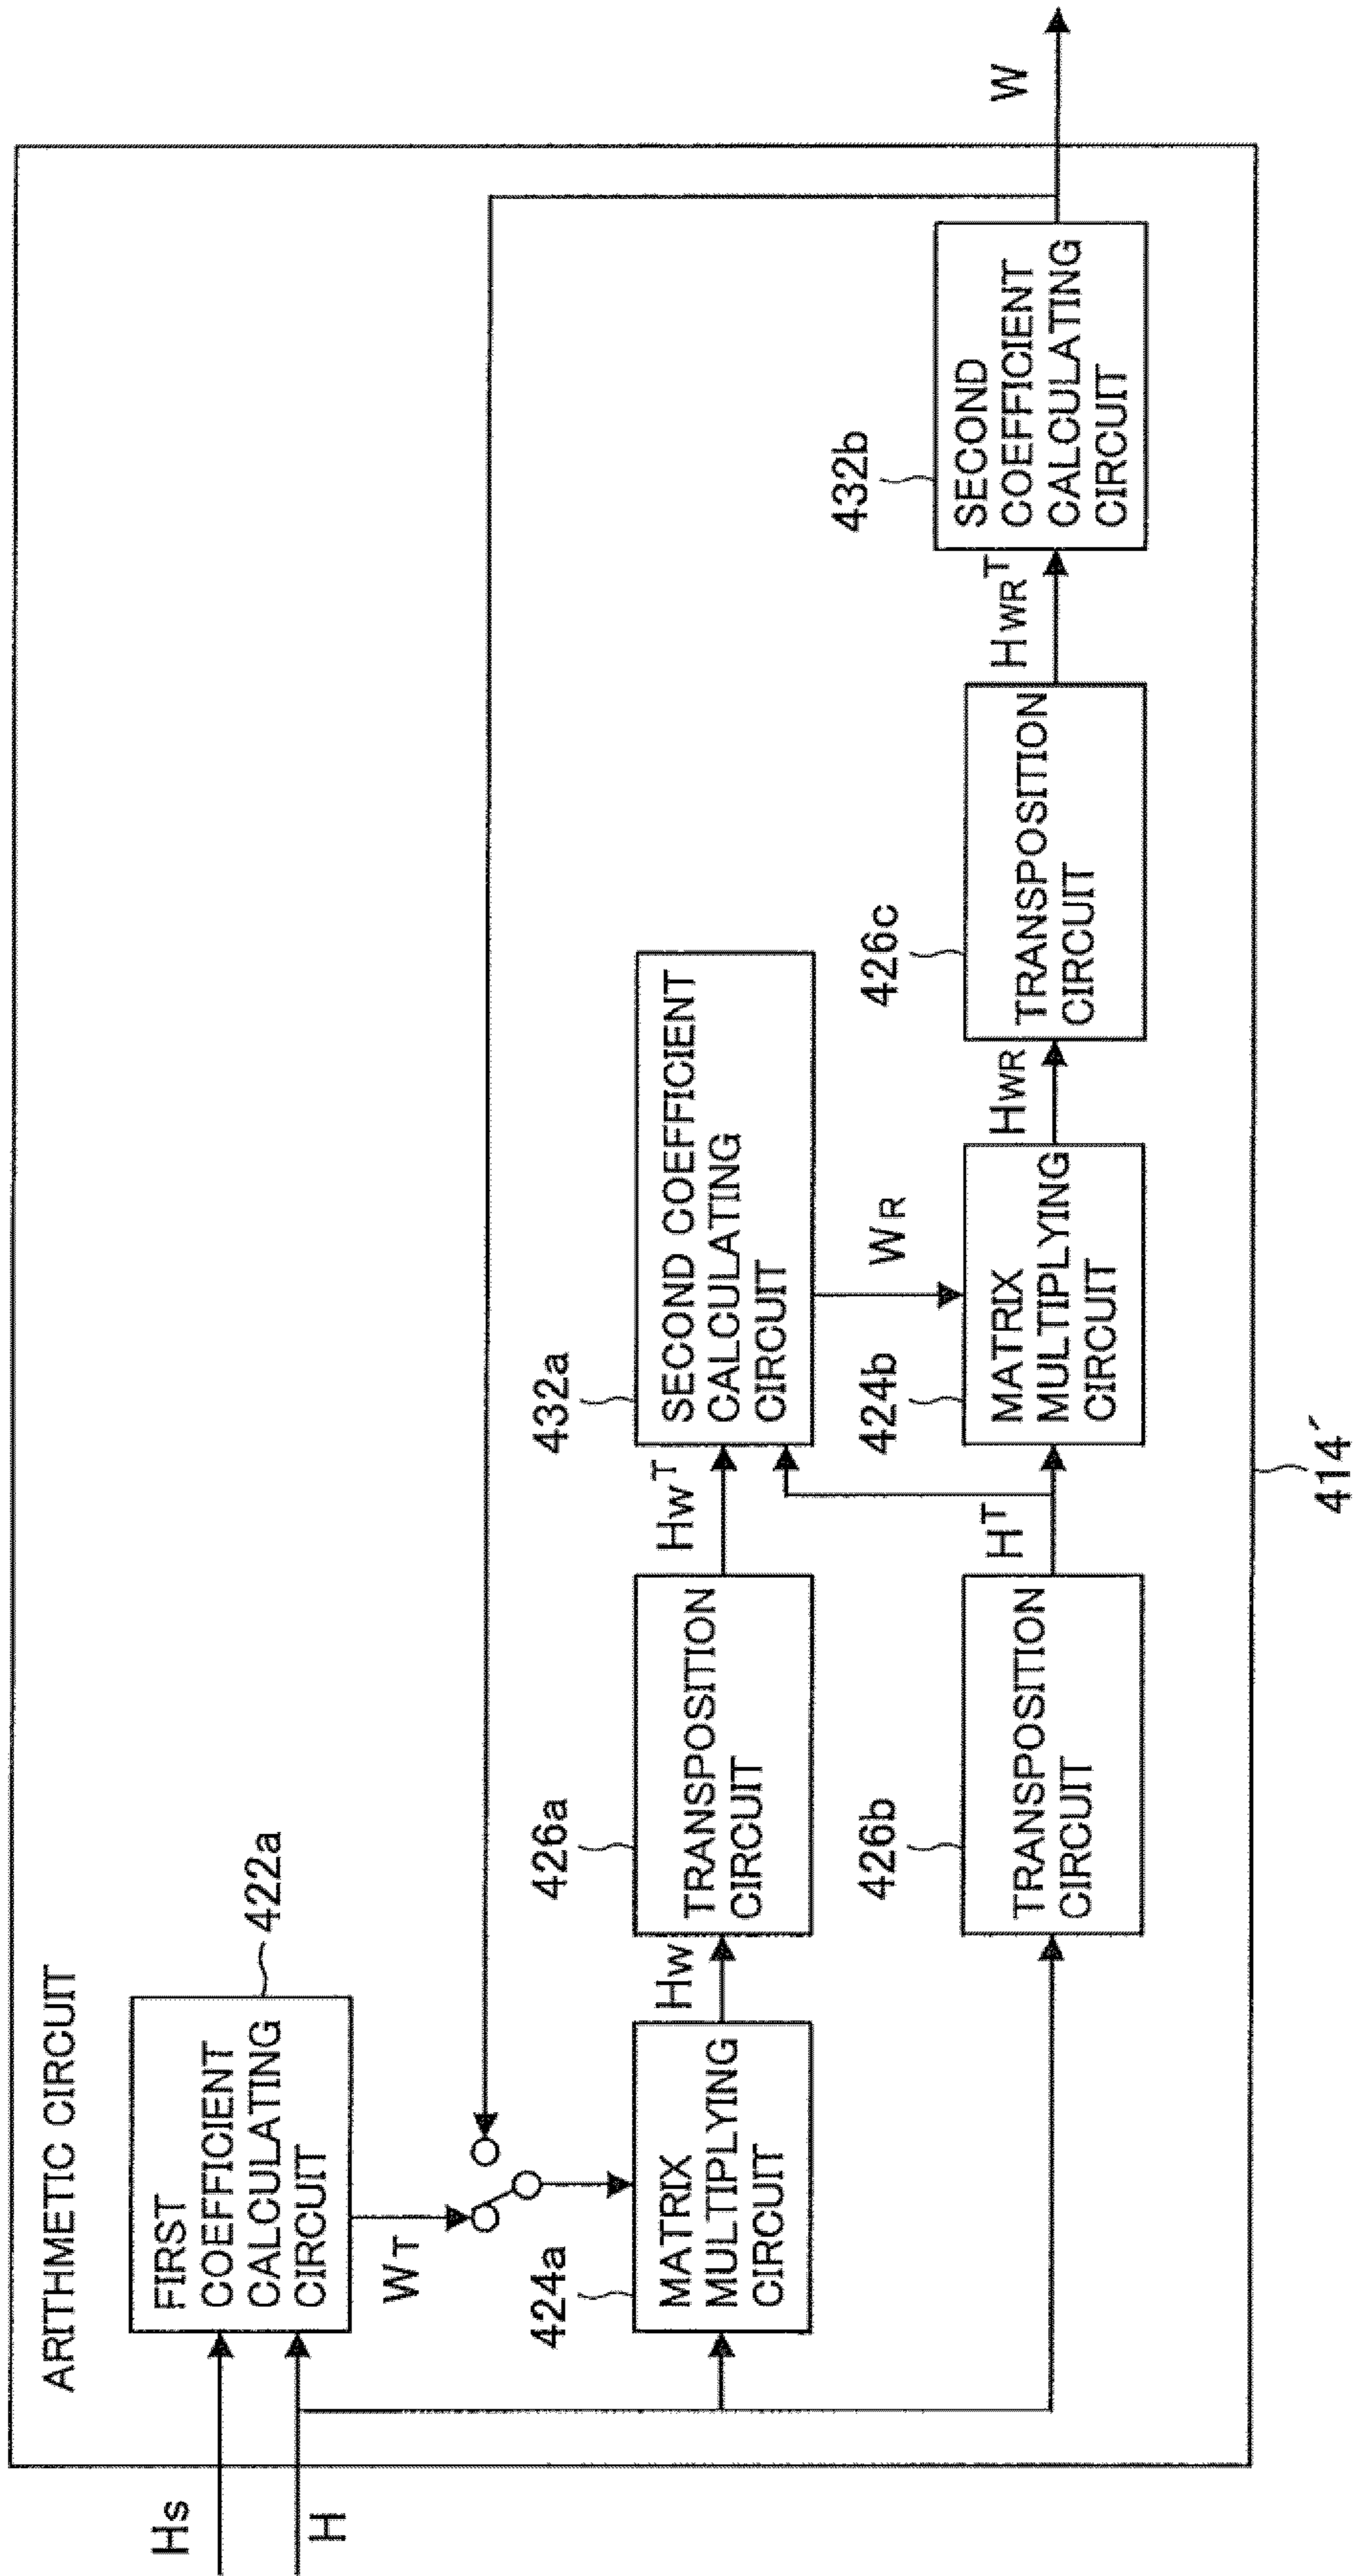 ARITHMETIC CIRCUIT
Hs
H
FIRST
COEFFICIENT
CALCULATING
CIRCUIT
422a
WT
424a
MATRIX
MULTIPLYING
CIRCUIT
Hw
426a
TRANSPOSITION
CIRCUIT
HwT
432a
SECOND COEFFICIENT
CALCULATING
CIRCUIT
WR
426b
TRANSPOSITION
CIRCUIT
HT
424b
MATRIX
MULTIPLYING
CIRCUIT
HWR
426c
TRANSPOSITION
CIRCUIT
HWRT
432b
SECOND
COEFFICIENT
CALCULATING
CIRCUIT
W
414´